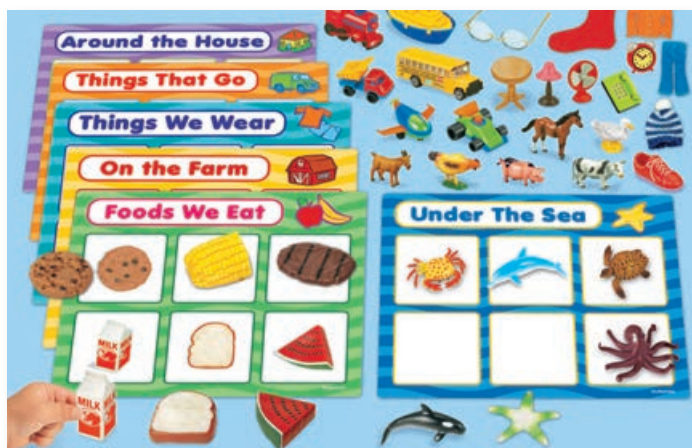 Around the House
Things That Go
Things We Wear
On the Farm
Foods We Eat
Under The Sea
MILK
MILK